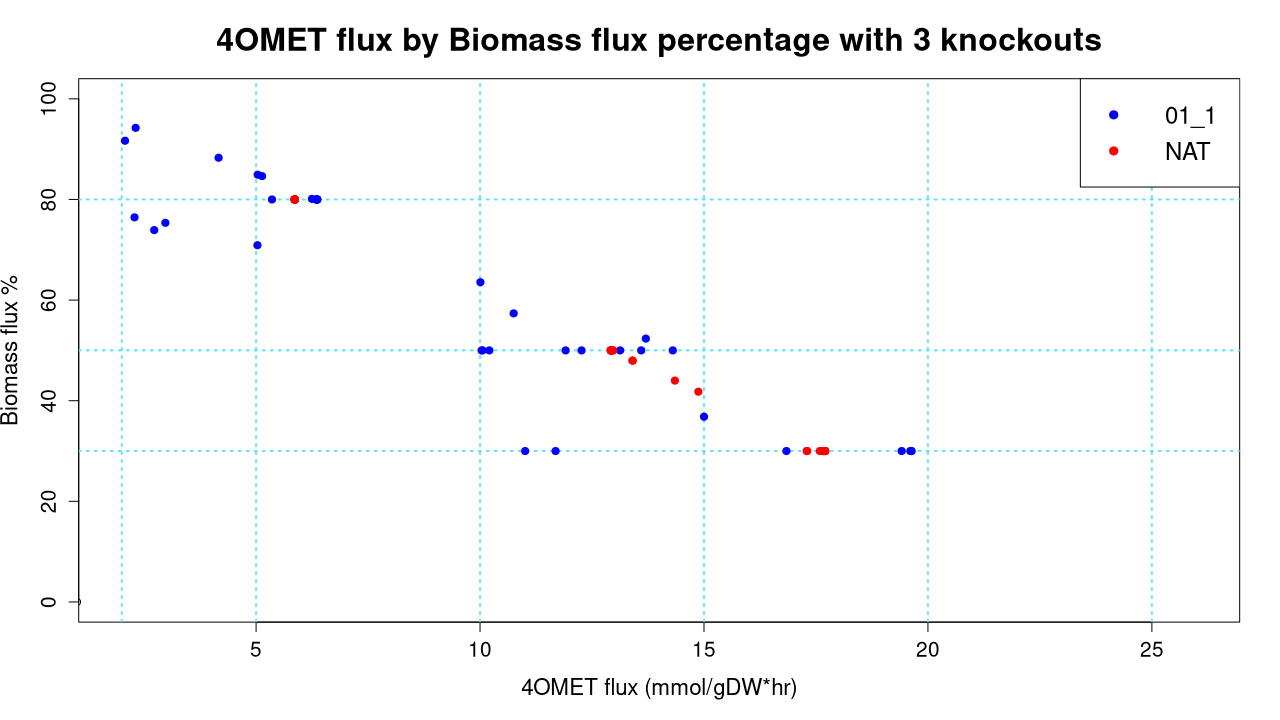 4OMET flux by Biomass flux percentage with 3 knockouts
01_1
NAT
Biomass flux %
100
80
60
40
20
0
5 10 15 20 25
4OMET flux (mmol/gDW*hr)